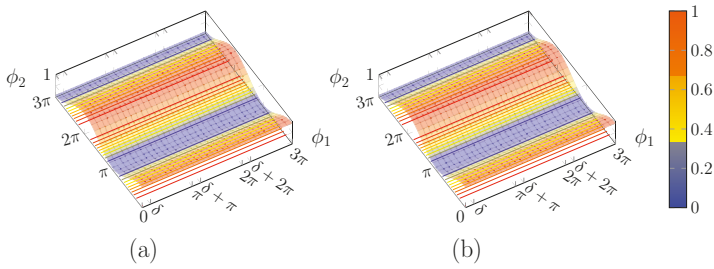 1
ϕ₂
1
3π
2π
π
0
δ
π
δ + π
2π
δ + 2π
3π
ϕ₁
(a)
ϕ₂
1
3π
2π
π
0
δ
π
δ + π
2π
δ + 2π
3π
ϕ₁
(b)
1
0.8
0.6
0.4
0.2
0